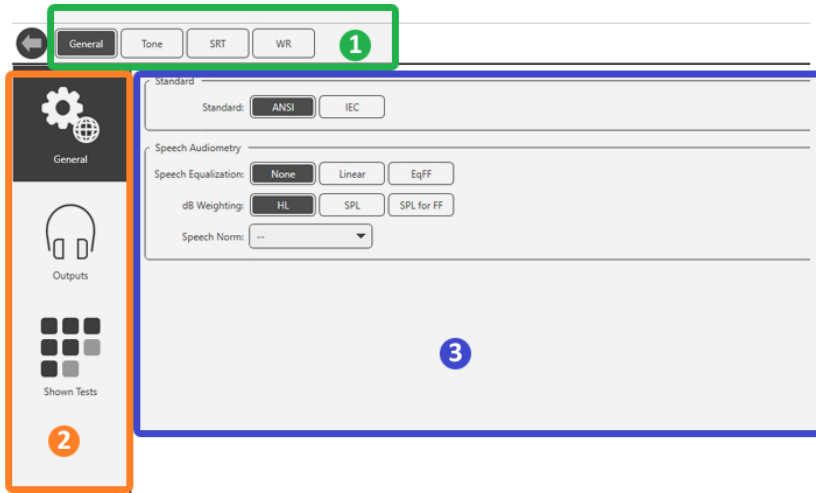 General Tone SRT WR 1
Standard
Standard: ANSI IEC
General
Speech Audiometry
Speech Equalization: None Linear EqFF
dB Weighting: HL SPL SPL for FF
Speech Norm: --
Outputs
3
Shown Tests
2